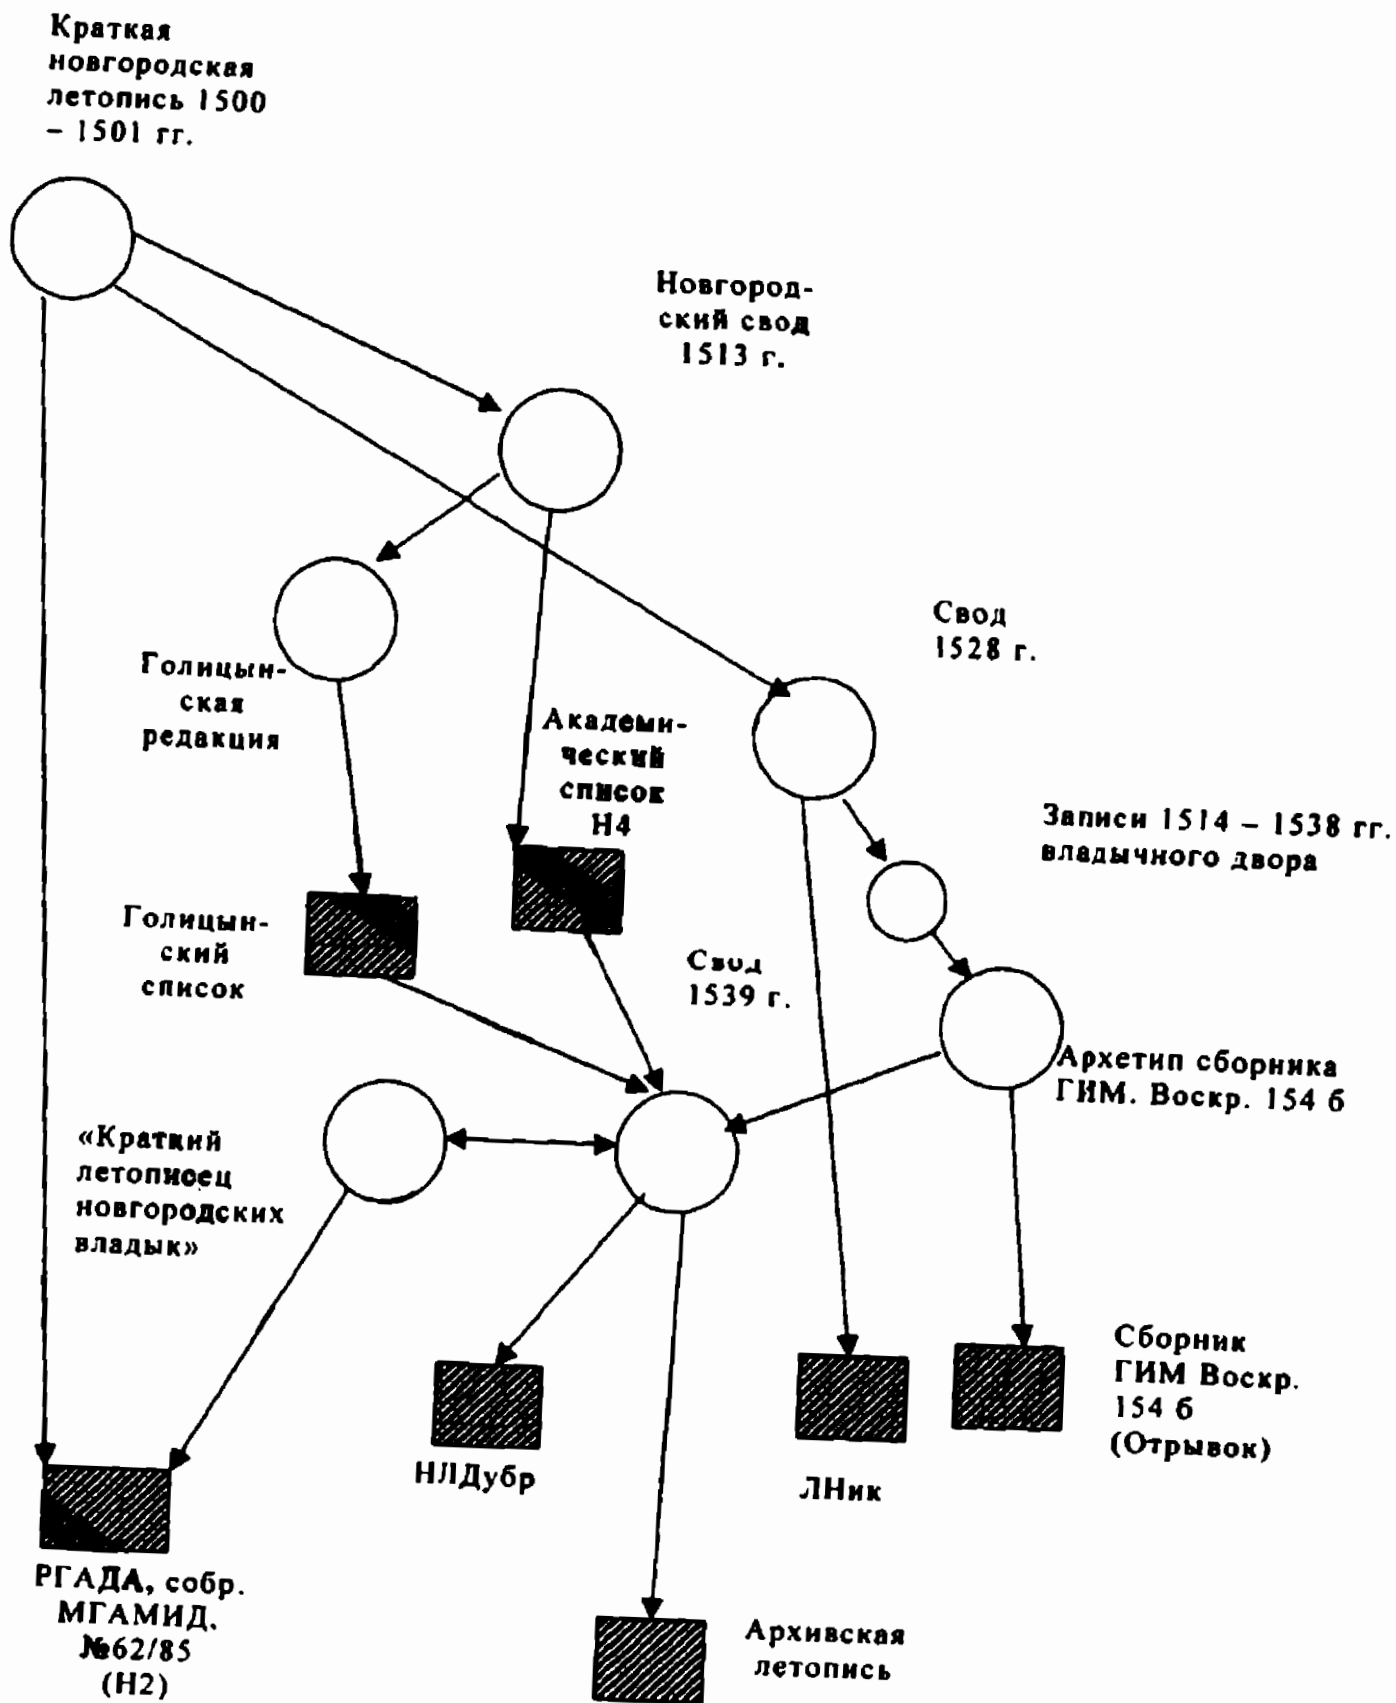 Краткая
новгородская
летопись 1500
– 1501 гг.
Новгород-
ский свод
1513 г.
Свод
1528 г.
Голицын-
ская
редакция
Академи-
ческий
список
Н4
Записи 1514 – 1538 гг.
владычного двора
Голицын-
ский
список
Свод
1539 г.
Архетип сборника
ГИМ. Воскр. 154 б
«Краткий
летописец
новгородских
владык»
Сборник
ГИМ Воскр.
154 б
(Отрывок)
НЛДубр
ЛНик
РГАДА, собр.
МГАМИД.
№62/85
(Н2)
Архивская
летопись